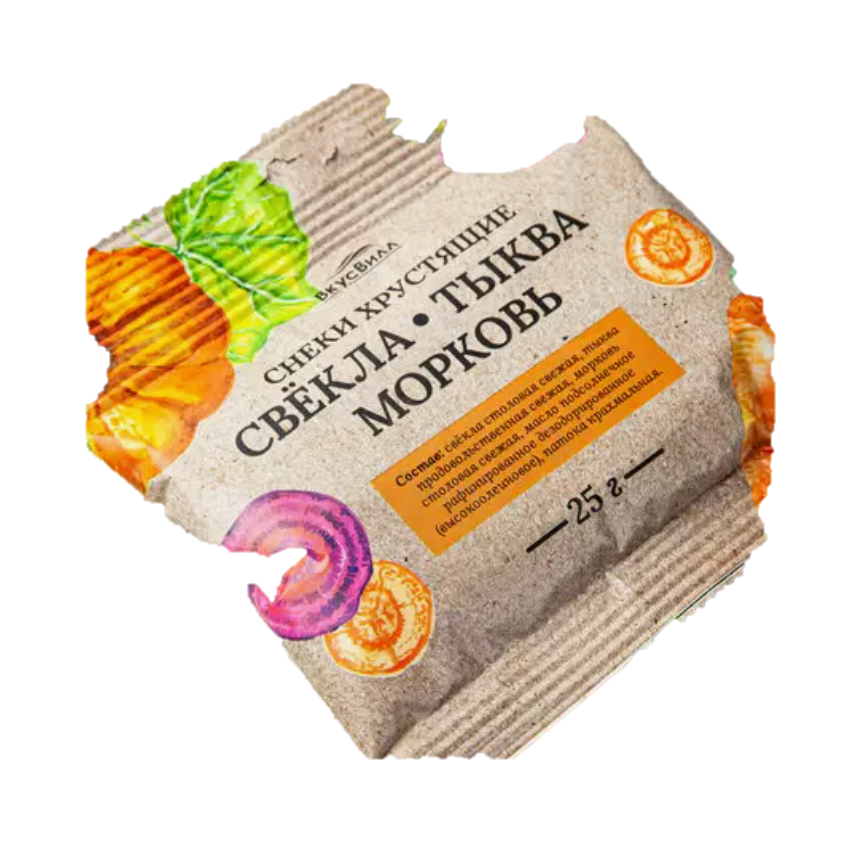 ВкусВилл
СНЕКИ ХРУСТЯЩИЕ
СВЁКЛА • ТЫКВА
МОРКОВЬ
Состав: свёкла столовая свежая, тыква
продовольственная свежая, морковь
столовая свежая, масло подсолнечное
рафинированное дезодорированное
(высокоолеиновое), патока крахмальная.
25 г